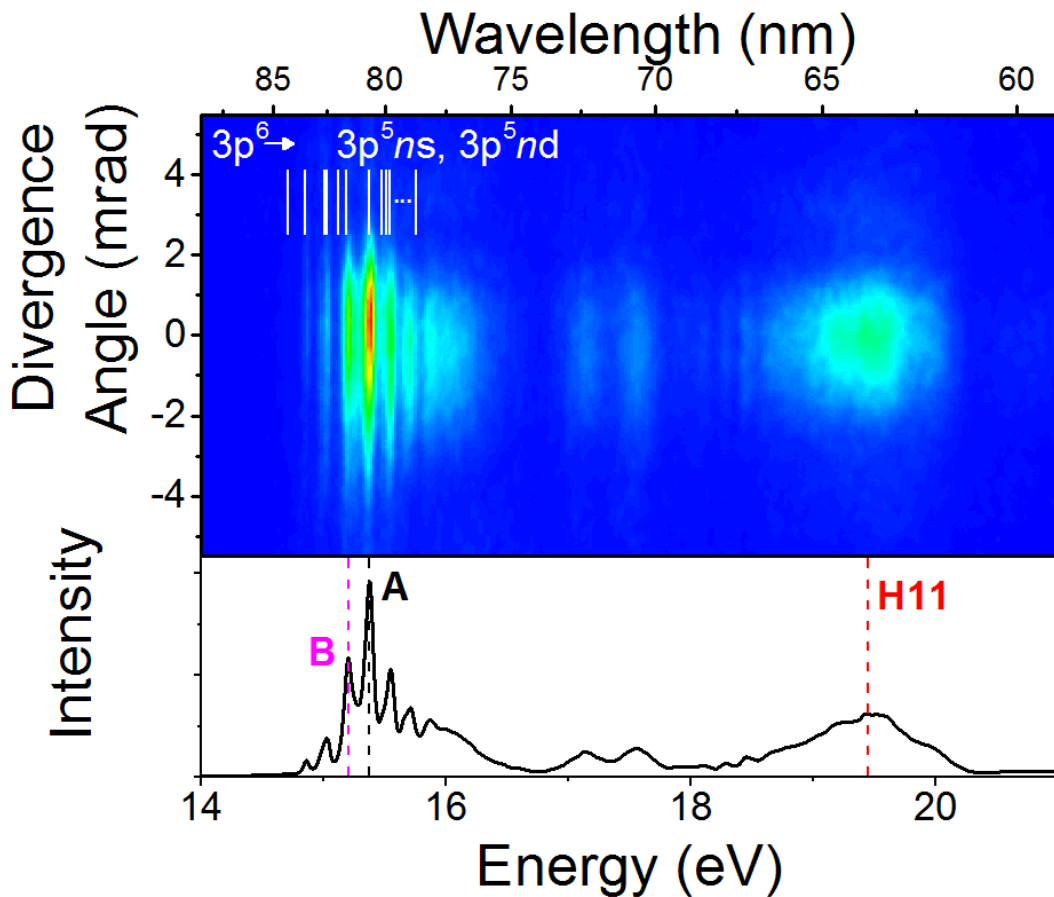 Wavelength (nm)
85 80 75 70 65 60
Divergence
Angle (mrad)
4
2
0
-2
-4
3p⁶→ 3p⁵ns, 3p⁵nd
...
Intensity
B
A
H11
14 16 18 20
Energy (eV)